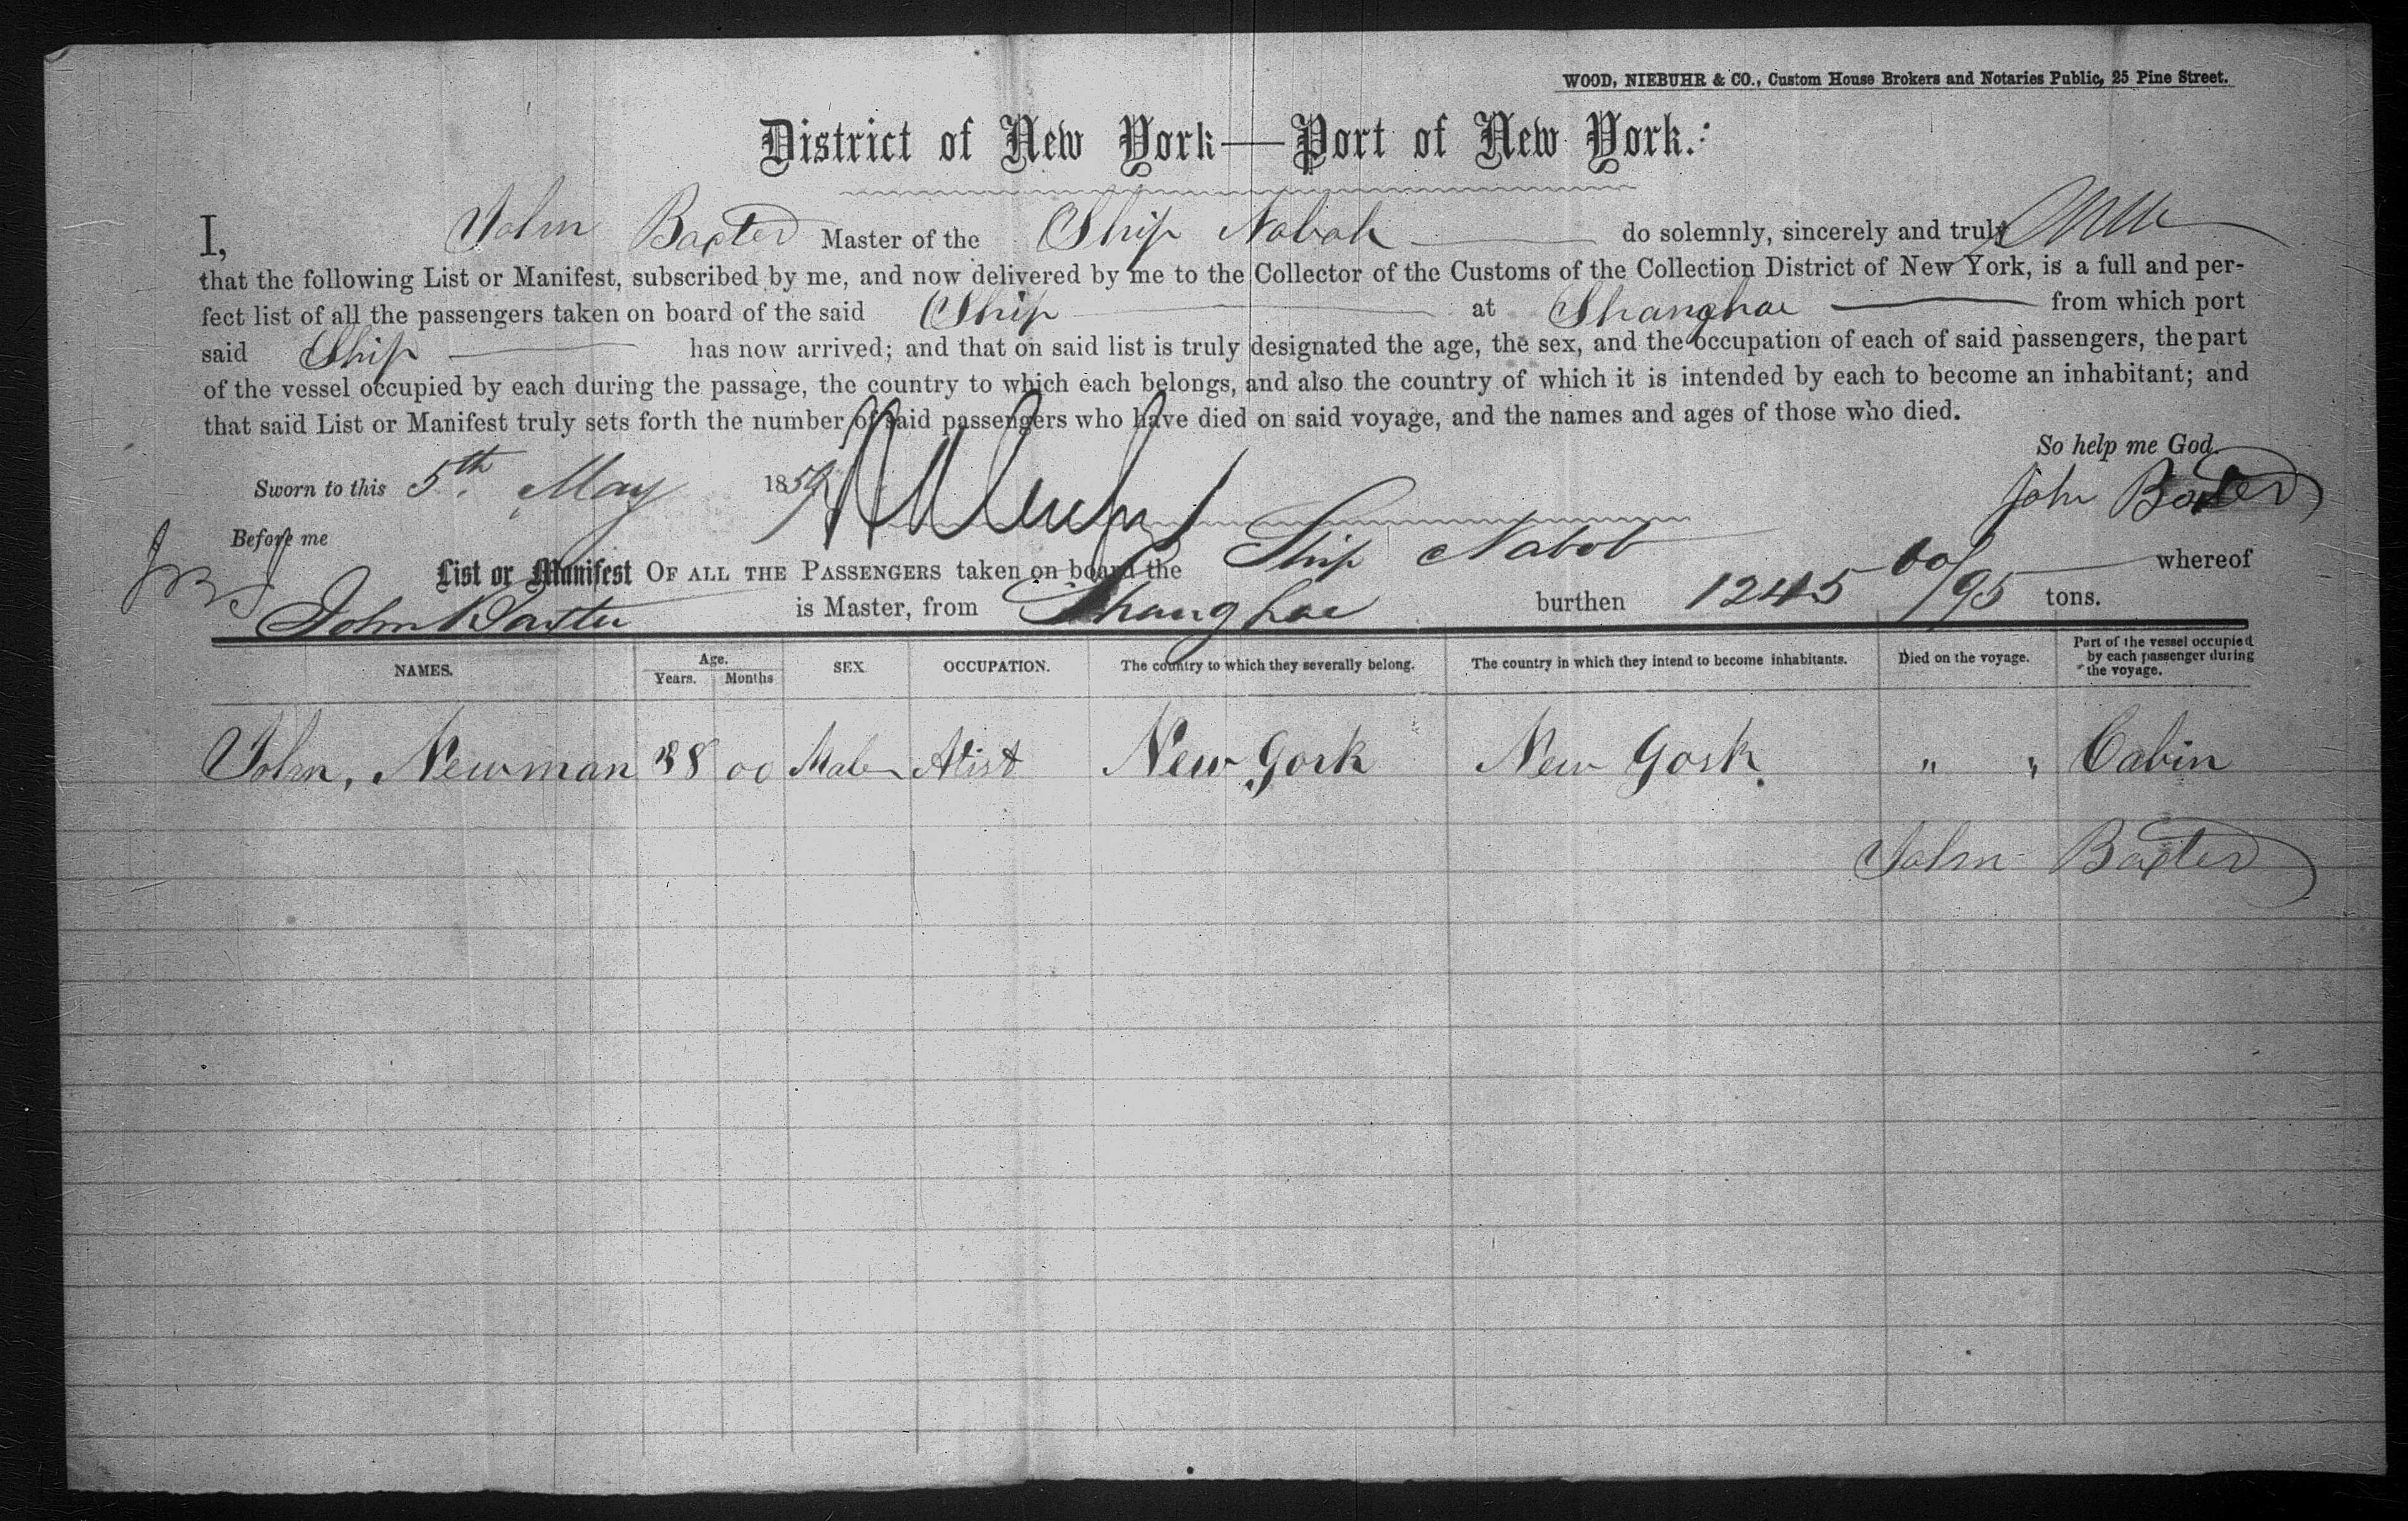 WOOD, NIEBUHR & CO., Custom House Brokers and Notaries Public, 25 Pine Street.
District of New York—Port of New York.
I, John Baxter Master of the Ship Nabob do solemnly, sincerely and truly
that the following List or Manifest, subscribed by me, and now delivered by me to the Collector of the Customs of the Collection District of New York, is a full and per-
fect list of all the passengers taken on board of the said Ship at Shanghae from which port
said Ship has now arrived; and that on said list is truly designated the age, the sex, and the occupation of each of said passengers, the part
of the vessel occupied by each during the passage, the country to which each belongs, and also the country of which it is intended by each to become an inhabitant; and
that said List or Manifest truly sets forth the number of said passengers who have died on said voyage, and the names and ages of those who died.
So help me God.
Sworn to this 5th. May 1859 John Baxter
Before me
List or Manifest OF ALL THE PASSENGERS taken on board the Ship Nabob whereof
John Baxter is Master, from Shanghae burthen 1245 60/95 tons.
NAMES. Age. Years. Months SEX OCCUPATION. The country to which they severally belong. The country in which they intend to become inhabitants. Died on the voyage. Part of the vessel occupied by each passenger during the voyage.
John, Newman 38 00 Male Atist New York New York. " " Cabin
John Baxter